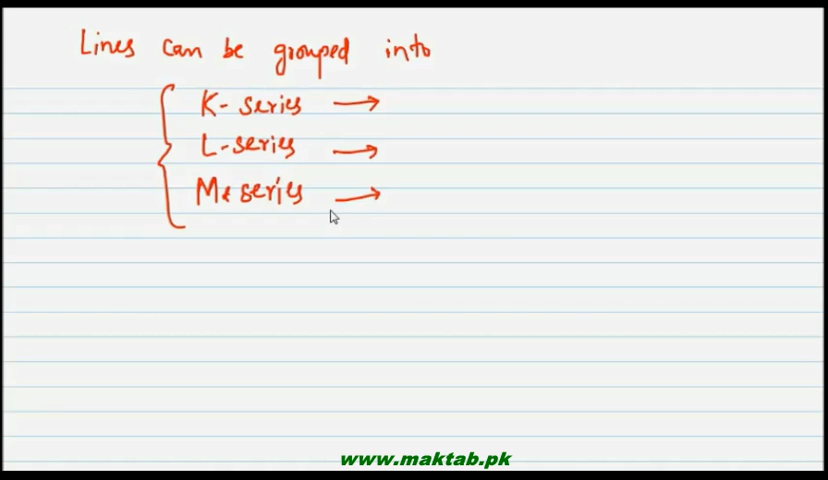 Lines can be grouped into
K- series →
L-series →
M series →
www.maktab.pk